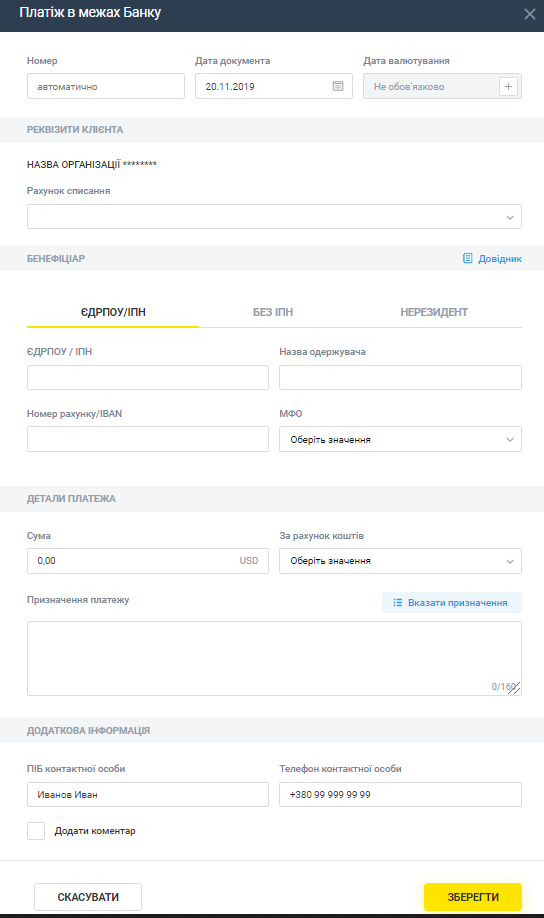 Платіж в межах Банку
Номер Дата документа Дата валютування
автоматично 20.11.2019 Не обов'язково
РЕКВІЗИТИ КЛІЄНТА
НАЗВА ОРГАНІЗАЦІЇ ********
Рахунок списання
БЕНЕФІЦІАР Довідник
ЄДРПОУ/ІПН БЕЗ ІПН НЕРЕЗИДЕНТ
ЄДРПОУ / ІПН Назва одержувача
Номер рахунку/IBAN МФО
Оберіть значення
ДЕТАЛИ ПЛАТЕЖА
Сума За рахунок коштів
0,00 USD Оберіть значення
Призначення платежу Вказати призначення
0/160
ДОДАТКОВА ІНФОРМАЦІЯ
ПІБ контактної особи Телефон контактної особи
Иванов Иван +380 99 999 99 99
Додати коментар
СКАСУВАТИ ЗБЕРЕГТИ